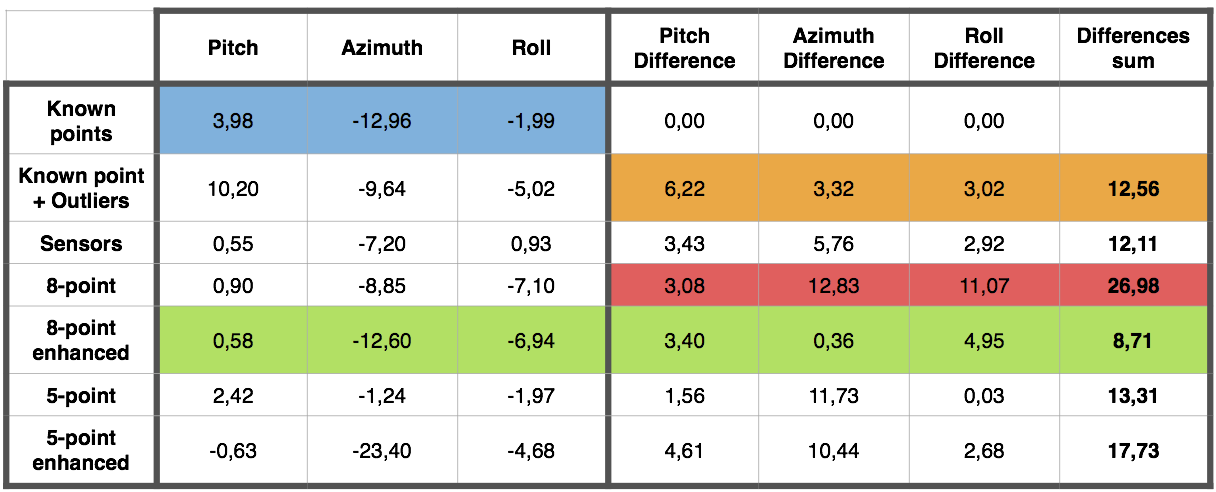 Pitch Azimuth Roll Pitch Difference Azimuth Difference Roll Difference Differences sum
Known points 3,98 -12,96 -1,99 0,00 0,00 0,00
Known point + Outliers 10,20 -9,64 -5,02 6,22 3,32 3,02 12,56
Sensors 0,55 -7,20 0,93 3,43 5,76 2,92 12,11
8-point 0,90 -8,85 -7,10 3,08 12,83 11,07 26,98
8-point enhanced 0,58 -12,60 -6,94 3,40 0,36 4,95 8,71
5-point 2,42 -1,24 -1,97 1,56 11,73 0,03 13,31
5-point enhanced -0,63 -23,40 -4,68 4,61 10,44 2,68 17,73